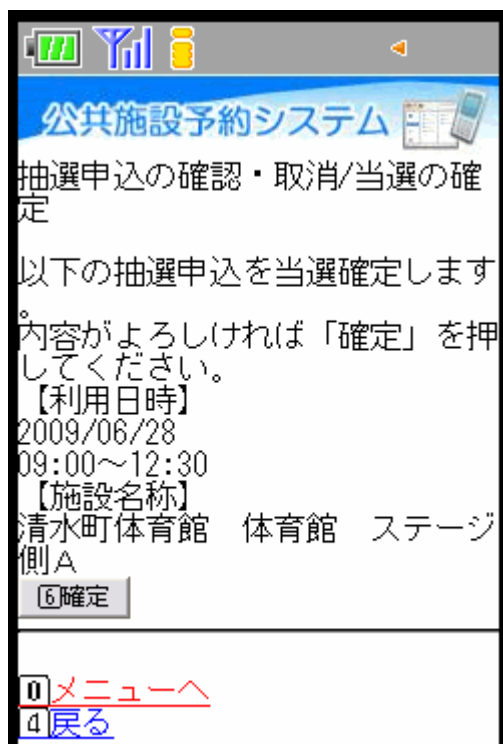 公共施設予約システム
抽選申込の確認・取消/当選の確
定
以下の抽選申込を当選確定します
。
内容がよろしければ「確定」を押
してください。
【利用日時】
2009/06/28
09:00～12:30
【施設名称】
清水町体育館　体育館　ステージ
側A
6確定
0メニューへ
4戻る